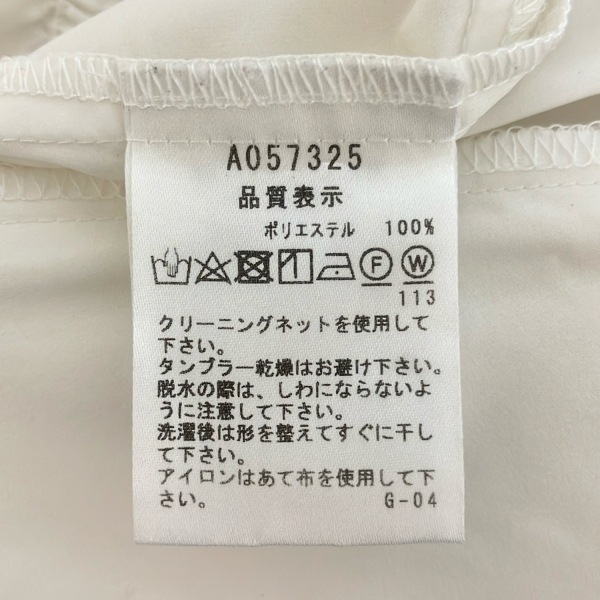 A057325
品質表示
ポリエステル 100%
F W
113
クリーニングネットを使用して
下さい。
タンブラー乾燥はお避け下さい。
脱水の際は、しわにならないよ
うに注意して下さい。
洗濯後は形を整えてすぐに干し
て下さい。
アイロンはあて布を使用して下
さい。 G-04